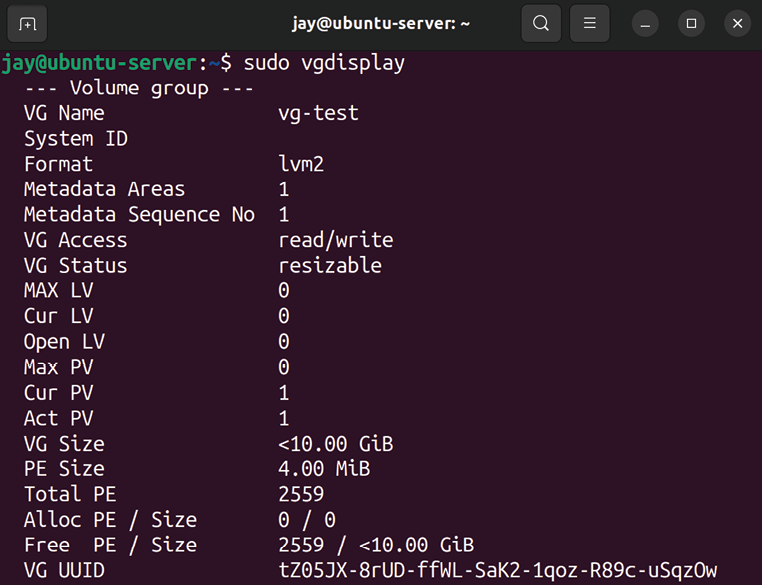 jay@ubuntu-server: ~
jay@ubuntu-server:~$ sudo vgdisplay
--- Volume group ---
VG Name vg-test
System ID
Format lvm2
Metadata Areas 1
Metadata Sequence No 1
VG Access read/write
VG Status resizable
MAX LV 0
Cur LV 0
Open LV 0
Max PV 0
Cur PV 1
Act PV 1
VG Size <10.00 GiB
PE Size 4.00 MiB
Total PE 2559
Alloc PE / Size 0 / 0
Free  PE / Size 2559 / <10.00 GiB
VG UUID tZ05JX-8rUD-ffWL-SaK2-1qoz-R89c-uSqzOw